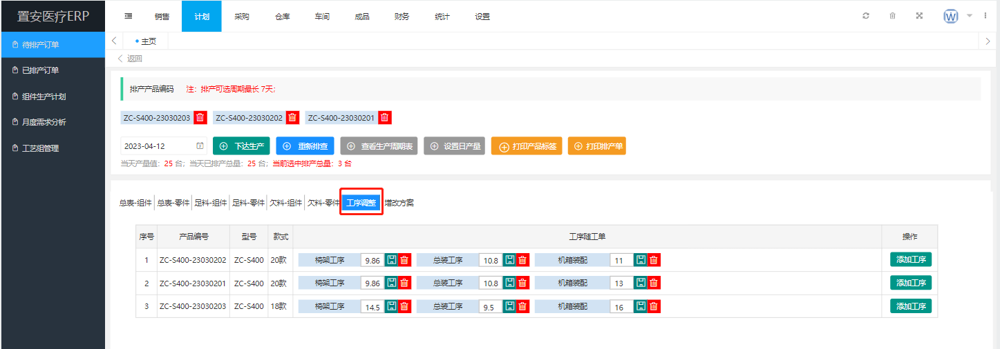 置安医疗ERP 销售 计划 采购 仓库 车间 成品 财务 统计 设置
待排产订单
主页
返回
已排产订单
组件生产计划
月度需求分析
工艺组管理
排产产品编码 注：排产可选周期最长 7天;
ZC-S400-23030203 ZC-S400-23030202 ZC-S400-23030201
2023-04-12 下达生产 重新排查 查看生产周期表 设置日产量 打印产品标签 打印排产单
当天产量值：25 台；当天已排产总量：25 台；当前选中排产总量：3 台
总表-组件 总表-零件 足料-组件 足料-零件 欠料-组件 欠料-零件 工序调整 增改方案
序号 产品编号 型号 款式 工序随工单 操作
1 ZC-S400-23030202 ZC-S400 20款 椅架工序 9.86 总装工序 10.8 机箱装配 11 添加工序
2 ZC-S400-23030201 ZC-S400 20款 椅架工序 9.86 总装工序 10.8 机箱装配 13 添加工序
3 ZC-S400-23030203 ZC-S400 18款 椅架工序 14.5 总装工序 9.5 机箱装配 16 添加工序